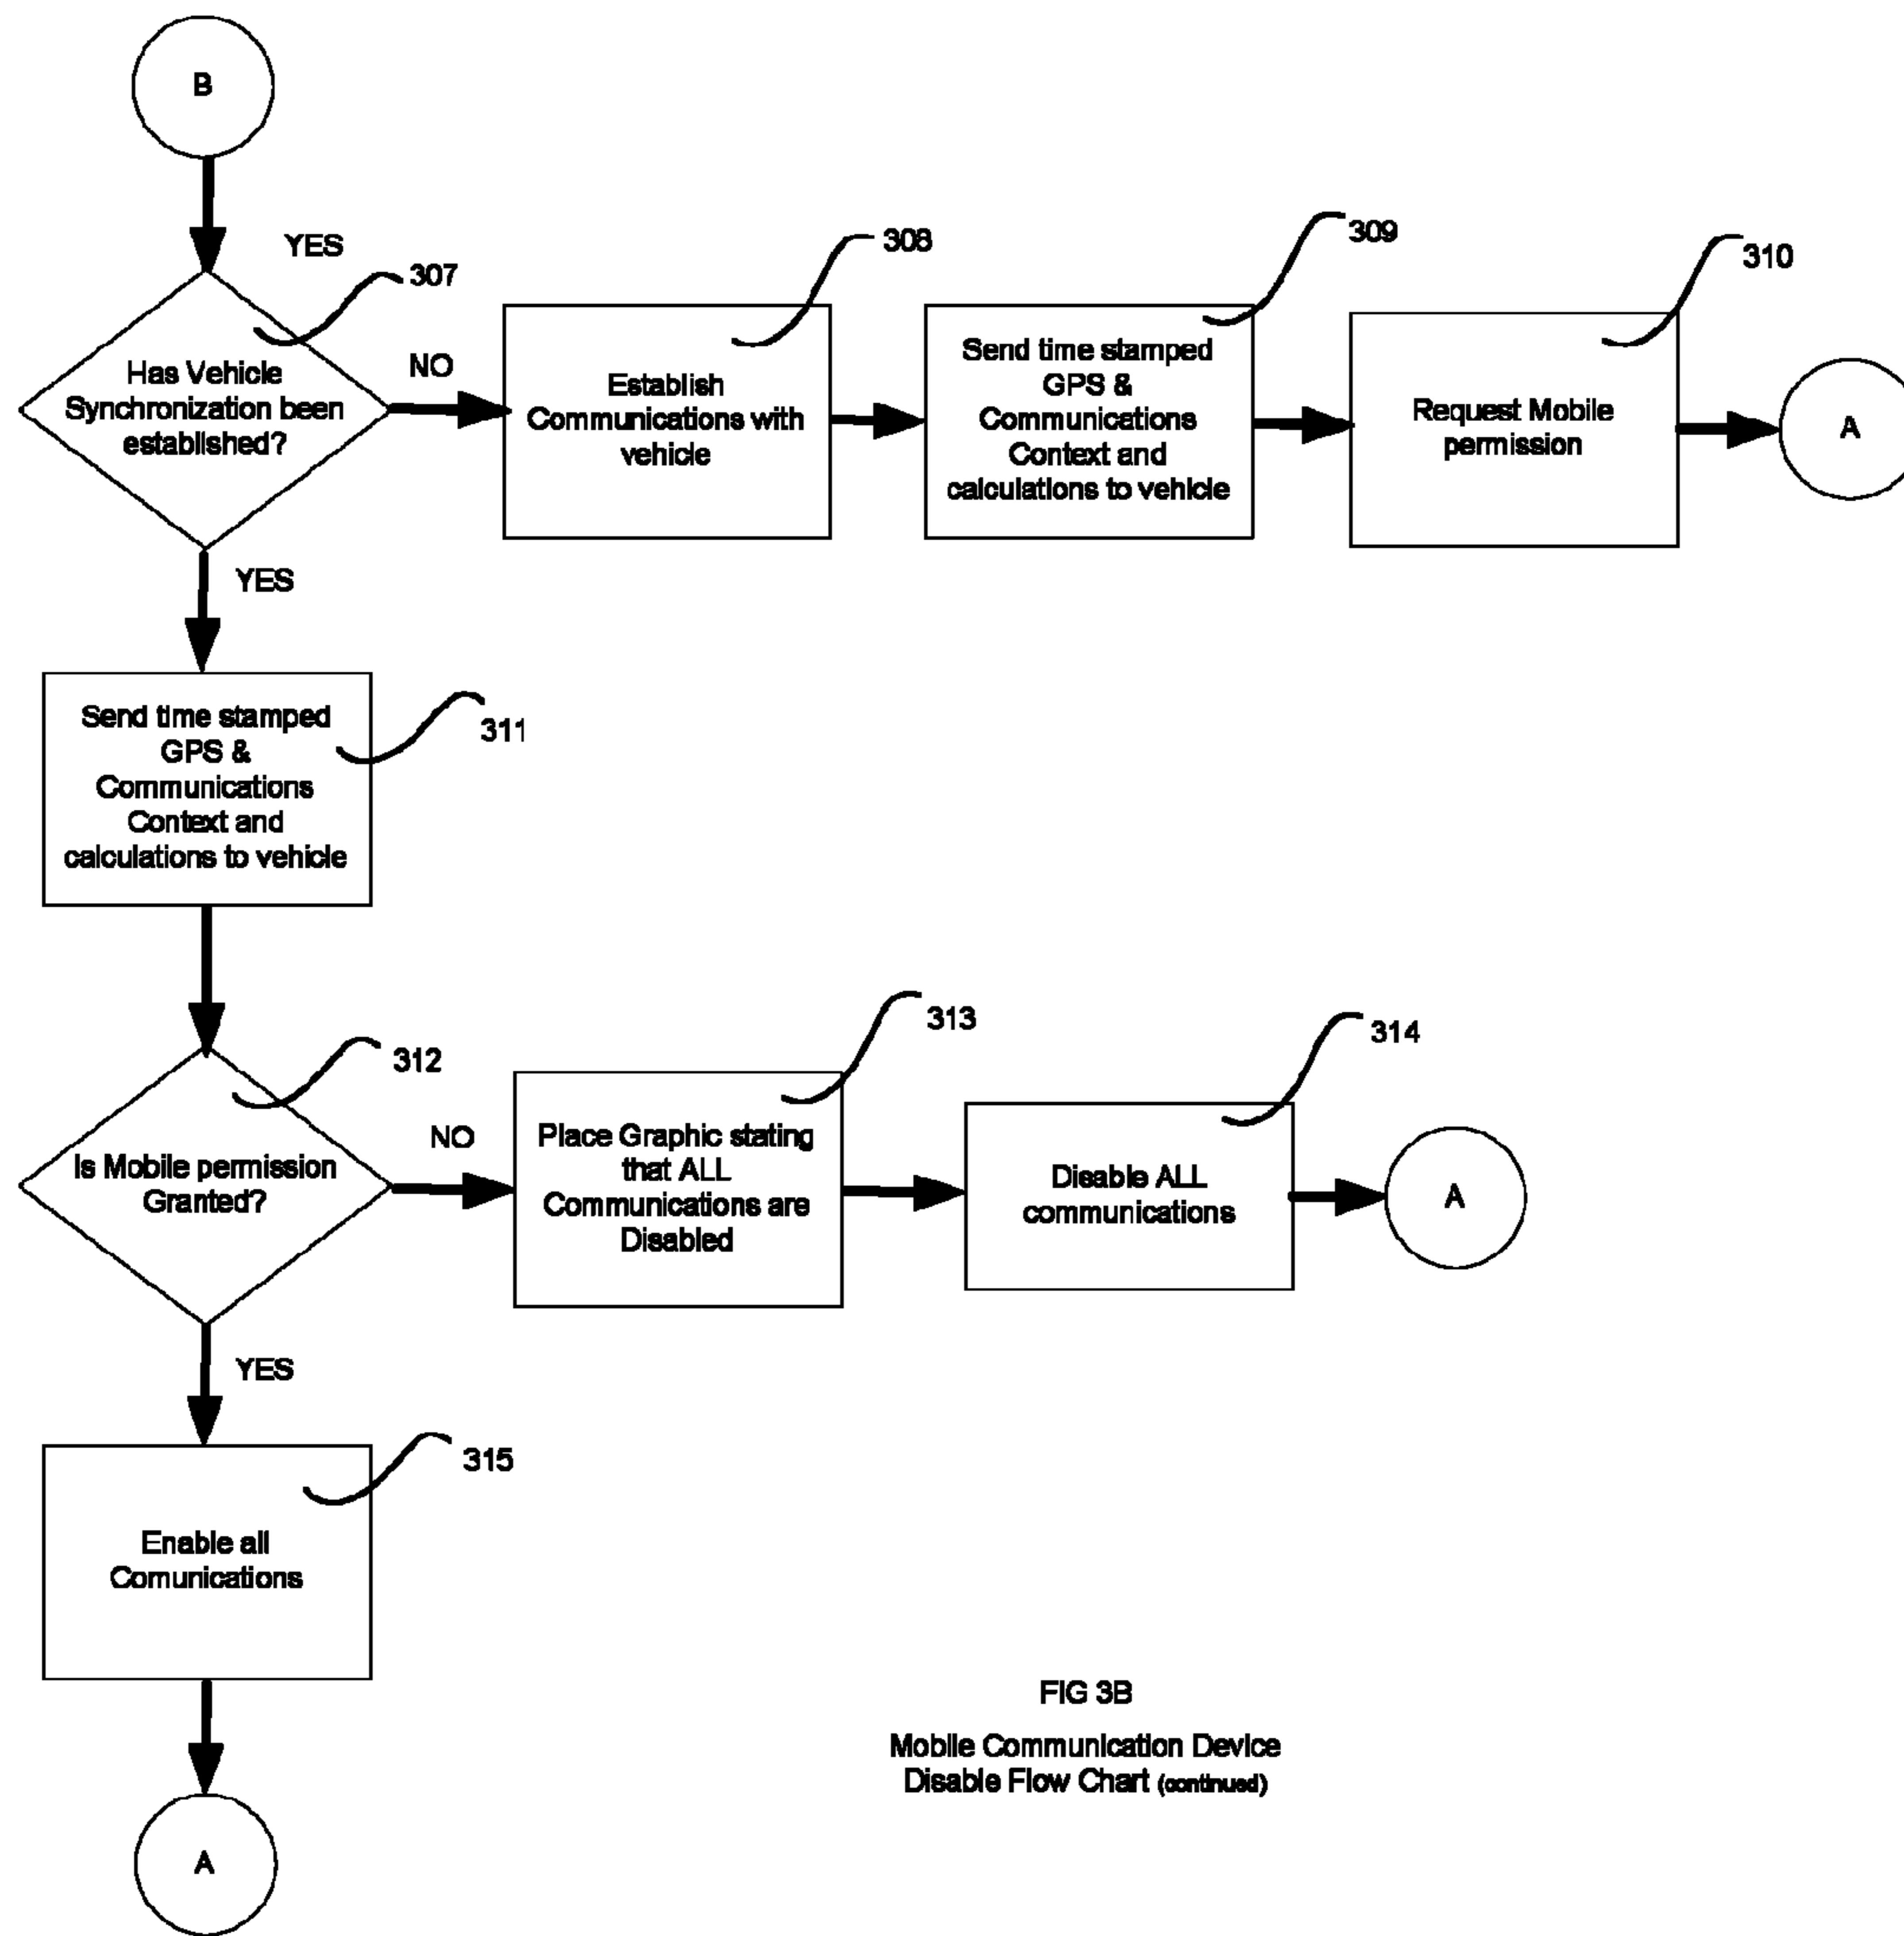 B
YES
307
Has Vehicle
Synchronization been
established?
NO
308
Establish
Communications with
vehicle
309
Send time stamped
GPS &
Communications
Context and
calculations to vehicle
310
Request Mobile
permission
A
YES
311
Send time stamped
GPS &
Communications
Context and
calculations to vehicle
312
Is Mobile permission
Granted?
NO
313
Place Graphic stating
that ALL
Communications are
Disabled
314
Disable ALL
communications
A
YES
315
Enable all
Comunications
A
FIG 3B
Mobile Communication Device
Disable Flow Chart (continued)